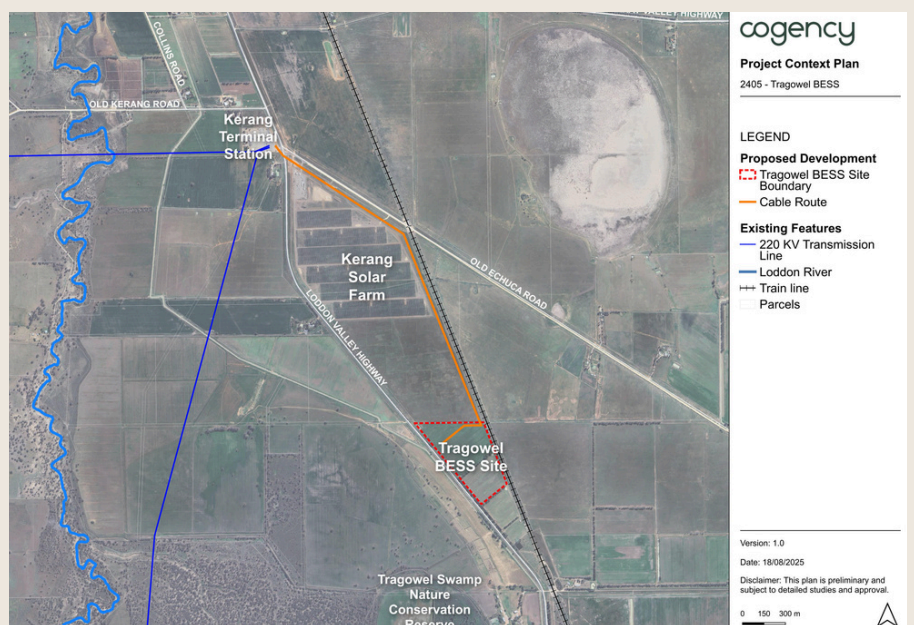 COLLINS ROAD
VALLEY HIGHWAY
OLD KERANG ROAD
Kerang
Terminal
Station
Kerang
Solar
Farm
OLD ECHUCA ROAD
LODDON VALLEY HIGHWAY
Tragowel
BESS Site
Tragowel Swamp
Nature
Conservation
Reserve
cogency
Project Context Plan
2405 - Tragowel BESS
LEGEND
Proposed Development
Tragowel BESS Site
Boundary
Cable Route
Existing Features
220 KV Transmission
Line
Loddon River
Train line
Parcels
Version: 1.0
Date: 18/08/2025
Disclaimer: This plan is preliminary and
subject to detailed studies and approval.
0 150 300 m